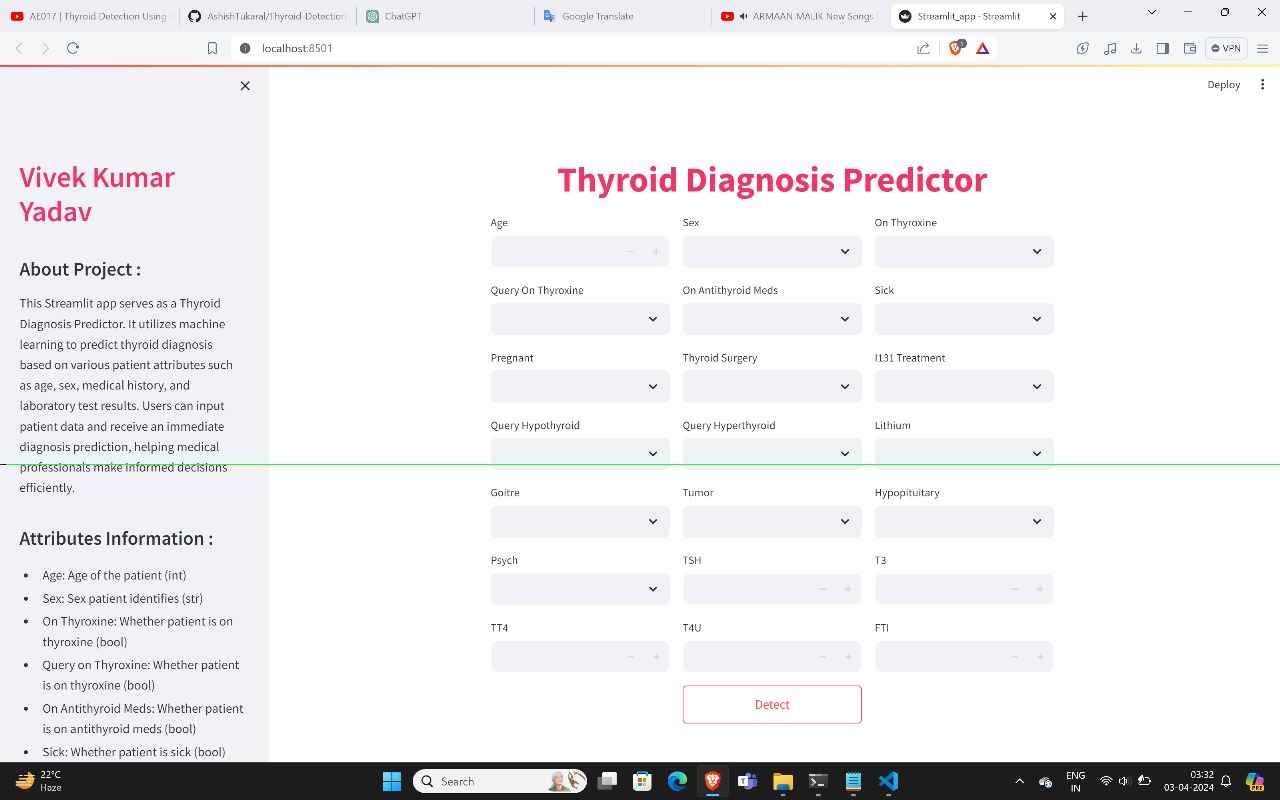 AE017 | Thyroid Detection Using
AshishTukaral/Thyroid-Detection
ChatGPT
Google Translate
ARMAAN MALIK New Songs
Streamlit_app · Streamlit
localhost:8501
1
VPN
Deploy
Vivek Kumar
Yadav
About Project :
This Streamlit app serves as a Thyroid
Diagnosis Predictor. It utilizes machine
learning to predict thyroid diagnosis
based on various patient attributes such
as age, sex, medical history, and
laboratory test results. Users can input
patient data and receive an immediate
diagnosis prediction, helping medical
professionals make informed decisions
efficiently.
Attributes Information :
• Age: Age of the patient (int)
• Sex: Sex patient identifies (str)
• On Thyroxine: Whether patient is on
thyroxine (bool)
• Query on Thyroxine: Whether patient
is on thyroxine (bool)
• On Antithyroid Meds: Whether patient
is on antithyroid meds (bool)
• Sick: Whether patient is sick (bool)
Thyroid Diagnosis Predictor
Age Sex On Thyroxine
Query On Thyroxine On Antithyroid Meds Sick
Pregnant Thyroid Surgery I131 Treatment
Query Hypothyroid Query Hyperthyroid Lithium
Goitre Tumor Hypopituitary
Psych TSH T3
TT4 T4U FTI
Detect
22°C
Haze
Search
ENG
IN
03:32
03-04-2024
PRE